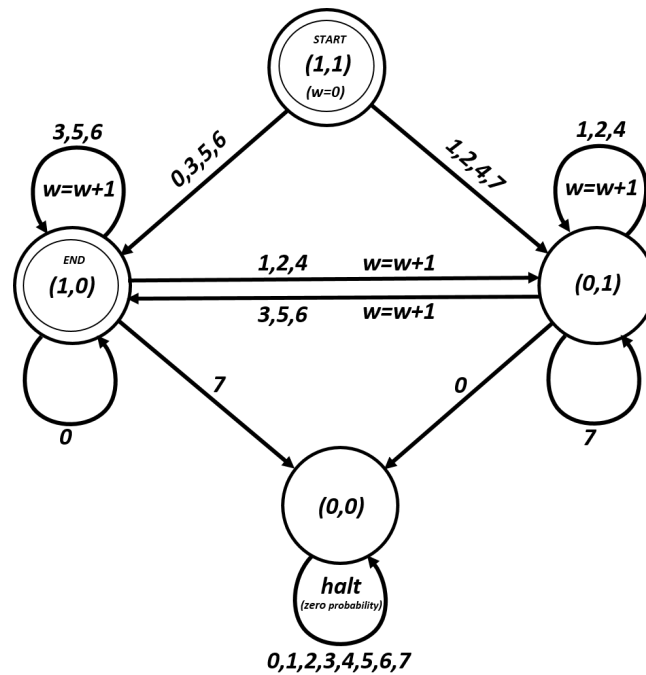 START
(1,1)
(w=0)
3,5,6
w=w+1
0,3,5,6
1,2,4,7
1,2,4
w=w+1
END
(1,0)
1,2,4 w=w+1
3,5,6 w=w+1
(0,1)
0
7
0
7
(0,0)
halt
(zero probability)
0,1,2,3,4,5,6,7